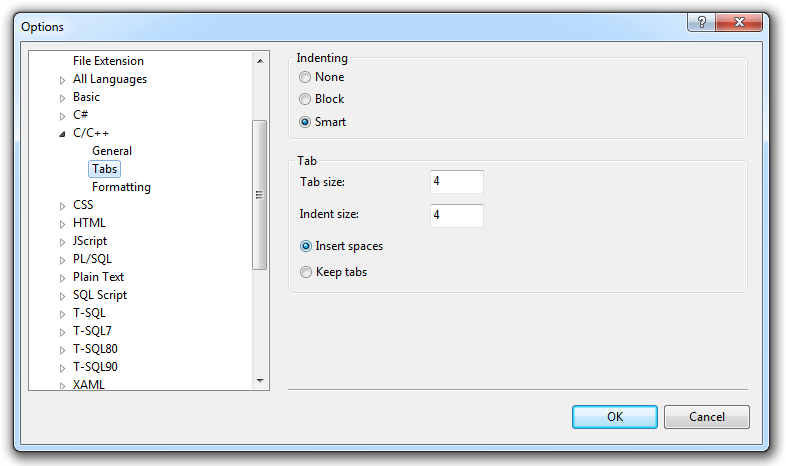 Options
?
File Extension
All Languages
Basic
C#
C/C++
General
Tabs
Formatting
CSS
HTML
JScript
PL/SQL
Plain Text
SQL Script
T-SQL
T-SQL7
T-SQL80
T-SQL90
XAML
Indenting
None
Block
Smart
Tab
Tab size: 4
Indent size: 4
Insert spaces
Keep tabs
OK Cancel